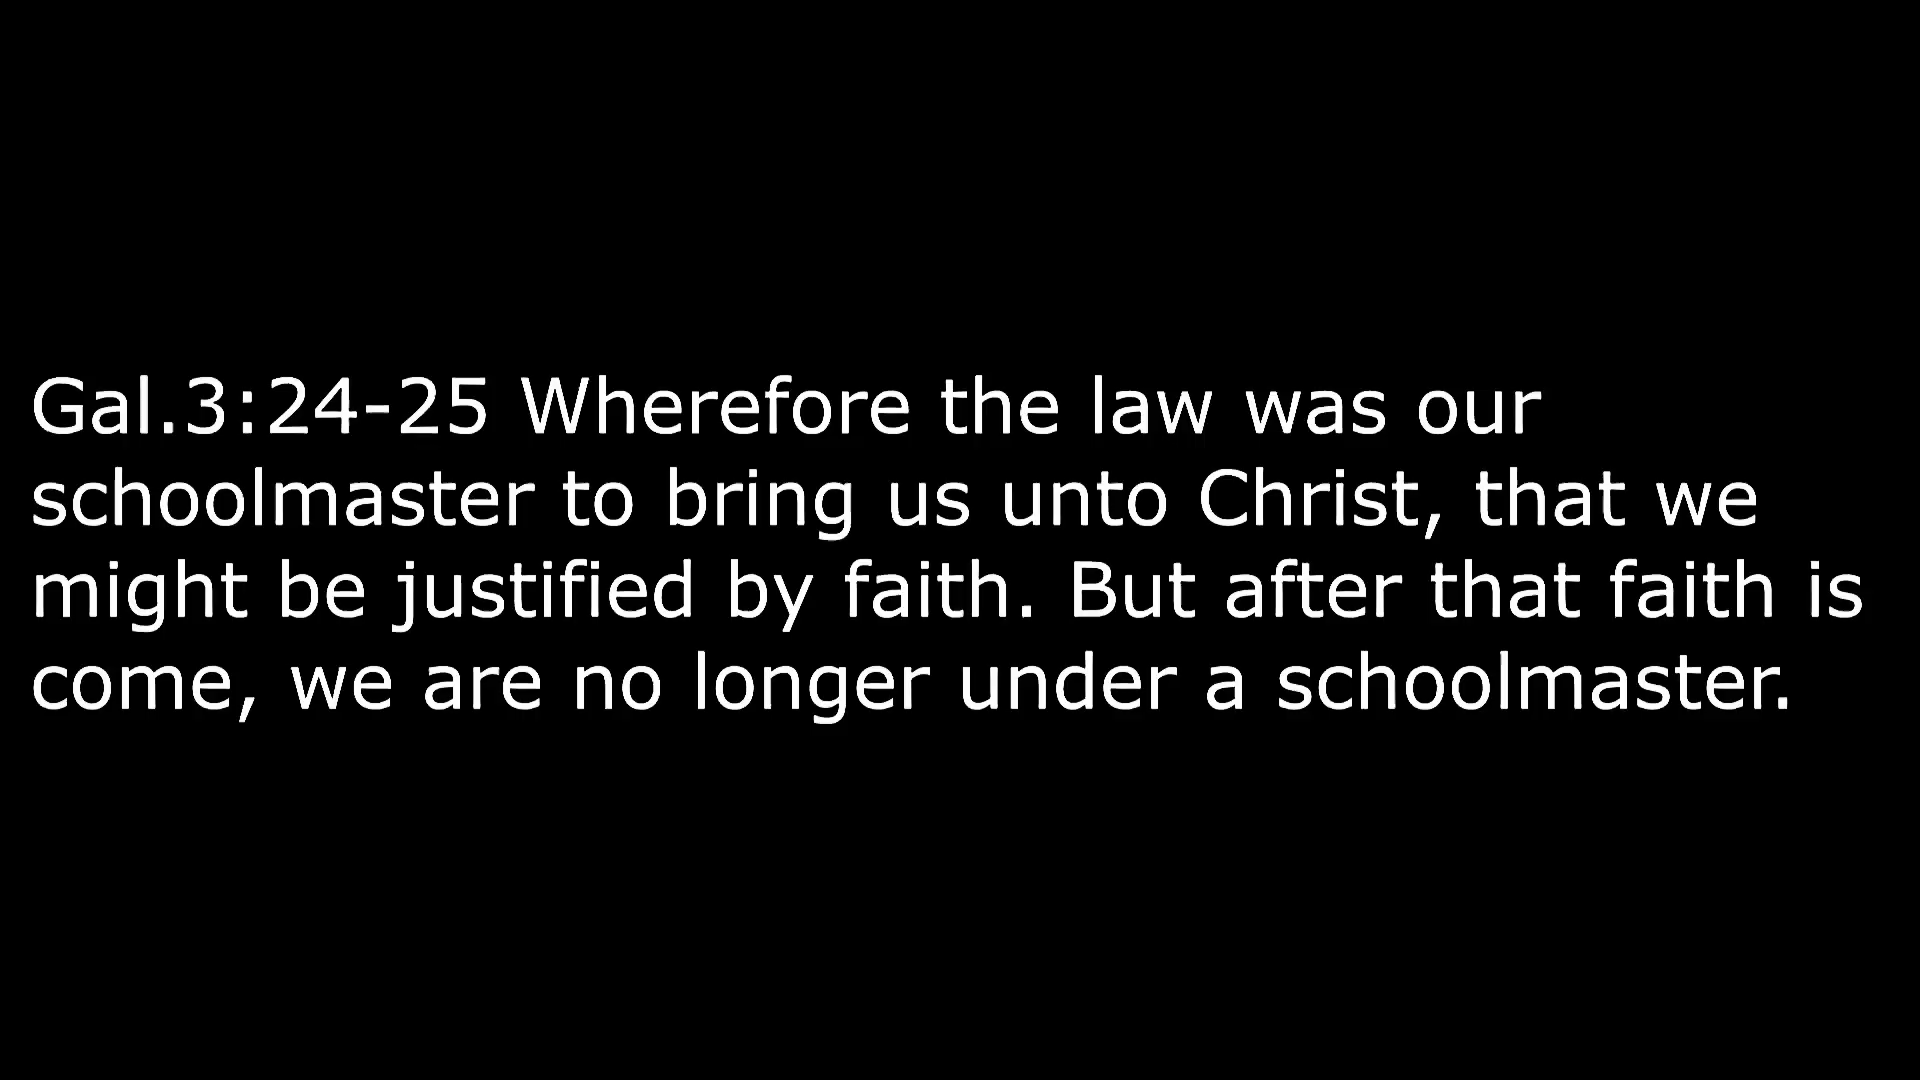 Gal.3:24-25 Wherefore the law was our
schoolmaster to bring us unto Christ, that we
might be justified by faith. But after that faith is
come, we are no longer under a schoolmaster.